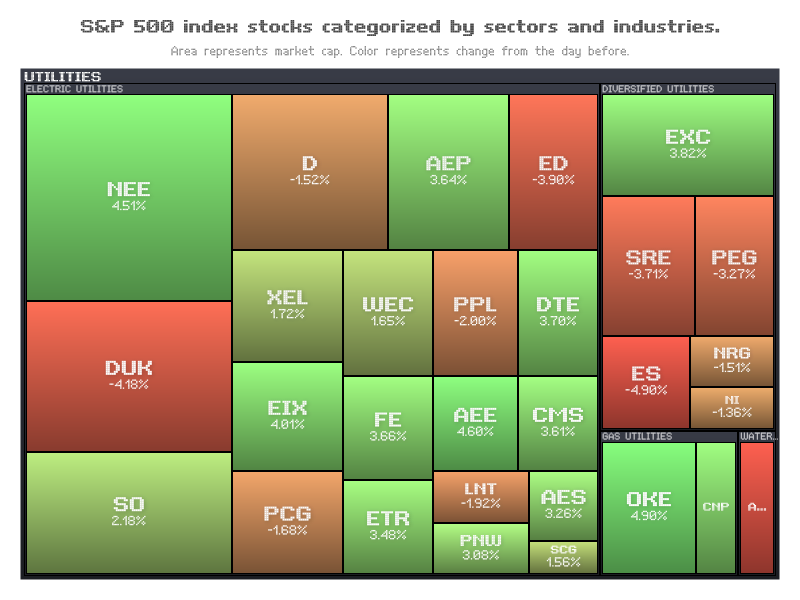 S&P 500 index stocks categorized by sectors and industries.
Area represents market cap. Color represents change from the day before.
UTILITIES
ELECTRIC UTILITIES
NEE
4.51%
DUK
-4.18%
SO
2.18%
D
-1.52%
AEP
3.64%
ED
-3.90%
XEL
1.72%
WEC
1.65%
PPL
-2.00%
DTE
3.70%
EIX
4.01%
FE
3.66%
AEE
4.60%
CMS
3.61%
PCG
-1.68%
ETR
3.48%
LNT
-1.92%
AES
3.26%
PNW
3.08%
SCG
1.56%
DIVERSIFIED UTILITIES
EXC
3.82%
SRE
-3.71%
PEG
-3.27%
ES
-4.90%
NRG
-1.51%
NI
-1.36%
GAS UTILITIES
OKE
4.90%
CNP
WATER...
A...